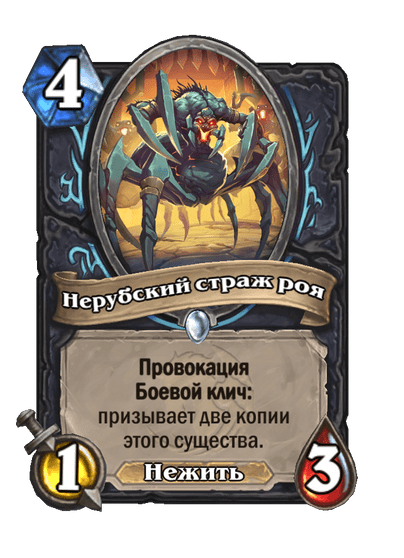 4
Нерубский страж роя
Провокация
Боевой клич:
призывает две копии
этого существа.
1
Нежить
3